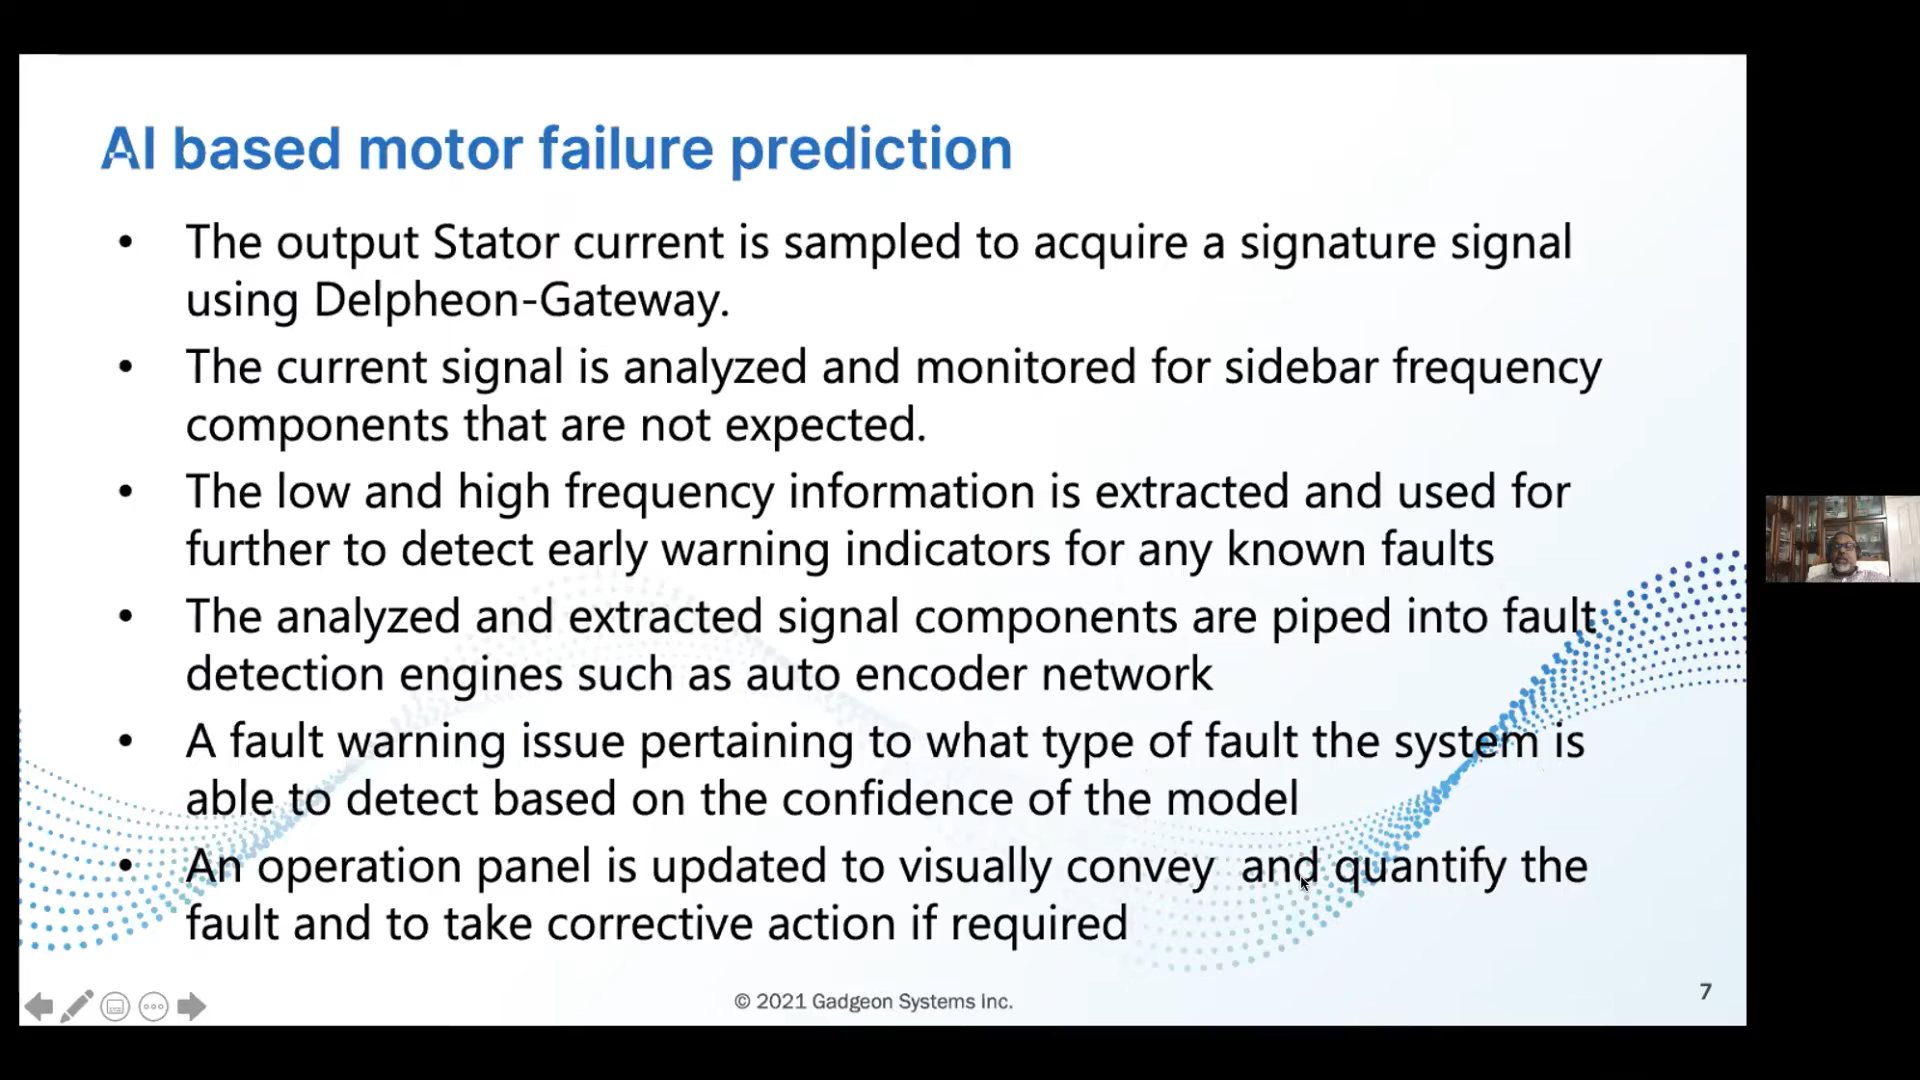 AI based motor failure prediction
• The output Stator current is sampled to acquire a signature signal
using Delpheon-Gateway.
• The current signal is analyzed and monitored for sidebar frequency
components that are not expected.
• The low and high frequency information is extracted and used for
further to detect early warning indicators for any known faults
• The analyzed and extracted signal components are piped into fault
detection engines such as auto encoder network
• A fault warning issue pertaining to what type of fault the system is
able to detect based on the confidence of the model
• An operation panel is updated to visually convey  and quantify the
fault and to take corrective action if required
© 2021 Gadgeon Systems Inc.
7